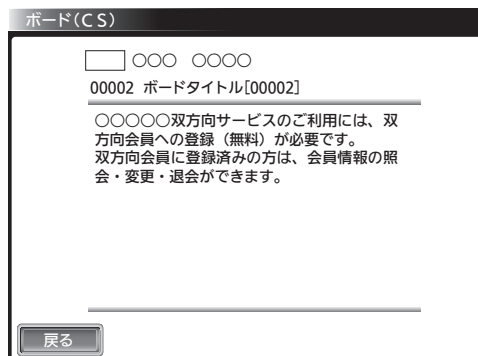 ボード(CS)
○○○ ○○○○
00002 ボードタイトル[00002]
○○○○○双方向サービスのご利用には、双
方向会員への登録（無料）が必要です。
双方向会員に登録済みの方は、会員情報の照
会・変更・退会ができます。
戻る